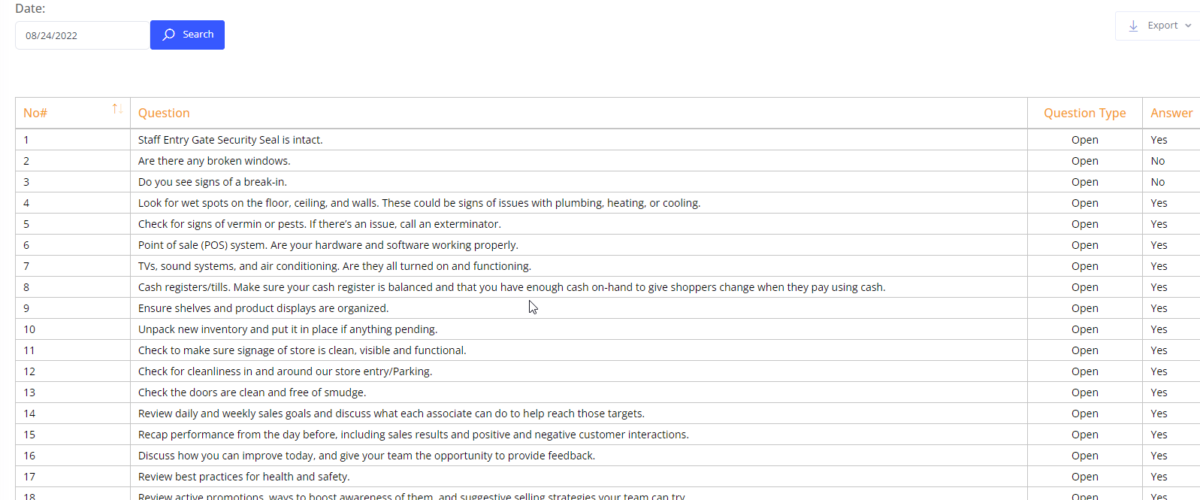 Date:
08/24/2022 Search Export
No# Question Question Type Answer
1 Staff Entry Gate Security Seal is intact. Open Yes
2 Are there any broken windows. Open No
3 Do you see signs of a break-in. Open No
4 Look for wet spots on the floor, ceiling, and walls. These could be signs of issues with plumbing, heating, or cooling. Open Yes
5 Check for signs of vermin or pests. If there's an issue, call an exterminator. Open Yes
6 Point of sale (POS) system. Are your hardware and software working properly. Open Yes
7 TVs, sound systems, and air conditioning. Are they all turned on and functioning. Open Yes
8 Cash registers/tills. Make sure your cash register is balanced and that you have enough cash on-hand to give shoppers change when they pay using cash. Open Yes
9 Ensure shelves and product displays are organized. Open Yes
10 Unpack new inventory and put it in place if anything pending. Open Yes
11 Check to make sure signage of store is clean, visible and functional. Open Yes
12 Check for cleanliness in and around our store entry/Parking. Open Yes
13 Check the doors are clean and free of smudge. Open Yes
14 Review daily and weekly sales goals and discuss what each associate can do to help reach those targets. Open Yes
15 Recap performance from the day before, including sales results and positive and negative customer interactions. Open Yes
16 Discuss how you can improve today, and give your team the opportunity to provide feedback. Open Yes
17 Review best practices for health and safety. Open Yes
18 Review active promotions, ways to boost awareness of them, and suggestive selling strategies your team can try. Open Yes